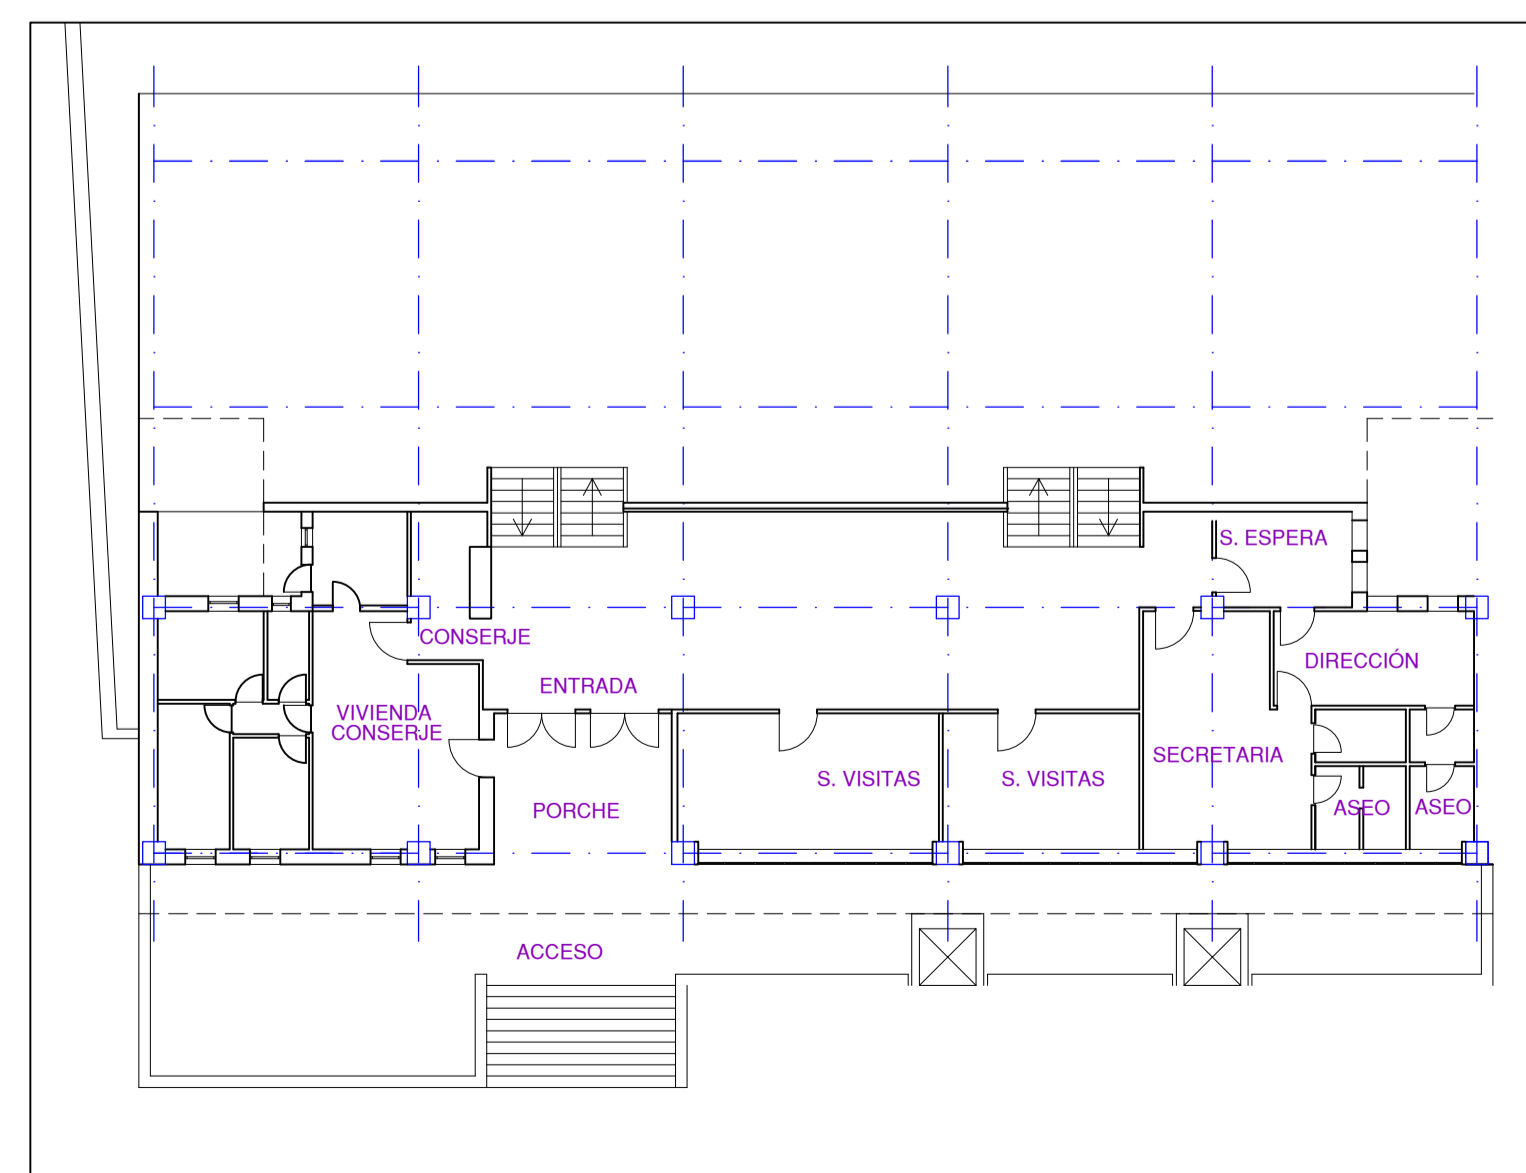 S. ESPERA
CONSERJE
DIRECCIÓN
ENTRADA
VIVIENDA
CONSERJE
SECRETARIA
S. VISITAS
S. VISITAS
PORCHE
ASEO
ASEO
ACCESO